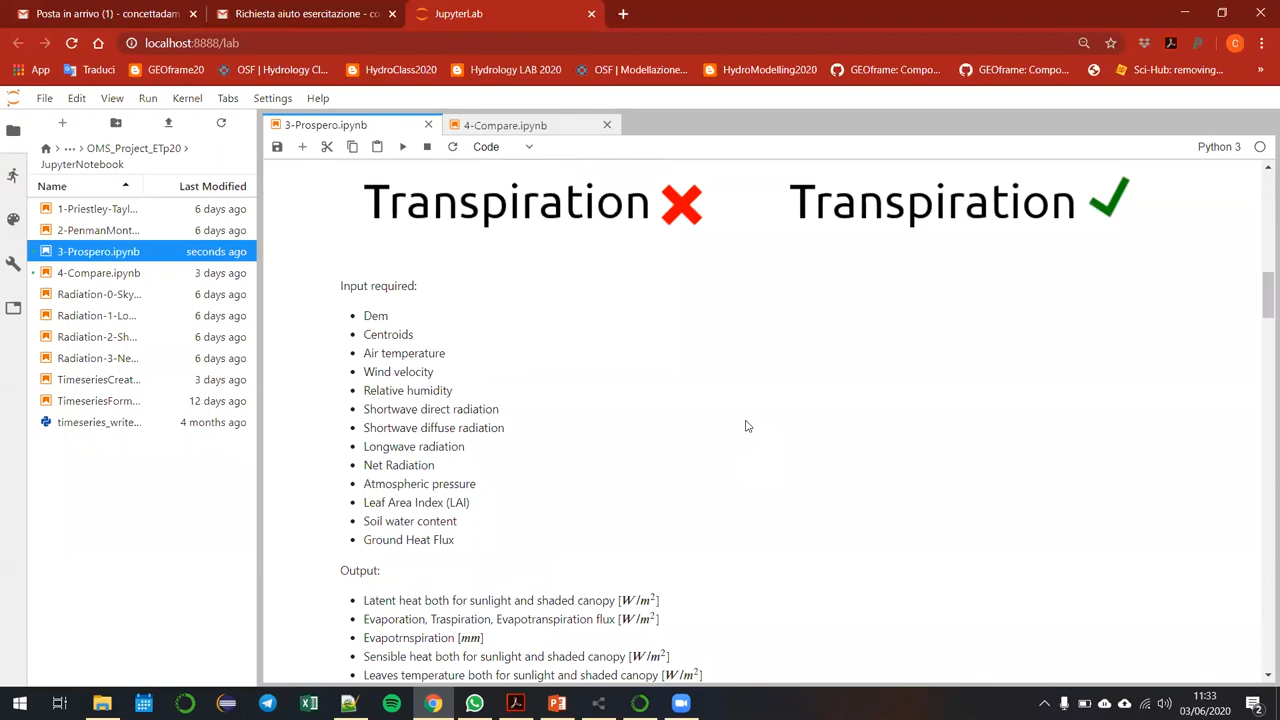 Posta in arrivo (1) - concettadam
Richiesta aiuto esercitazione - co
JupyterLab
localhost:8888/lab
App
Traduci
GEOframe20
OSF | Hydrology Cl...
HydroClass2020
Hydrology LAB 2020
OSF | Modellazione...
HydroModelling2020
GEOframe: Compo...
GEOframe: Compo...
Sci-Hub: removing...
File Edit View Run Kernel Tabs Settings Help
3-Prospero.ipynb
4-Compare.ipynb
Code
Python 3
... > OMS_Project_ETp20 >
JupyterNotebook
Name Last Modified
1-Priestley-Tayl... 6 days ago
2-PenmanMont... 6 days ago
3-Prospero.ipynb seconds ago
4-Compare.ipynb 3 days ago
Radiation-0-Sky... 6 days ago
Radiation-1-Lo... 6 days ago
Radiation-2-Sh... 6 days ago
Radiation-3-Ne... 6 days ago
TimeseriesCreat... 3 days ago
TimeseriesForm... 12 days ago
timeseries_write... 4 months ago
Transpiration
Transpiration
Input required:
Dem
Centroids
Air temperature
Wind velocity
Relative humidity
Shortwave direct radiation
Shortwave diffuse radiation
Longwave radiation
Net Radiation
Atmospheric pressure
Leaf Area Index (LAI)
Soil water content
Ground Heat Flux
Output:
Latent heat both for sunlight and shaded canopy [W/m²]
Evaporation, Traspiration, Evapotranspiration flux [W/m²]
Evapotrnspiration [mm]
Sensible heat both for sunlight and shaded canopy [W/m²]
Leaves temperature both for sunlight and shaded canopy [W/m²]
11:33
03/06/2020
2